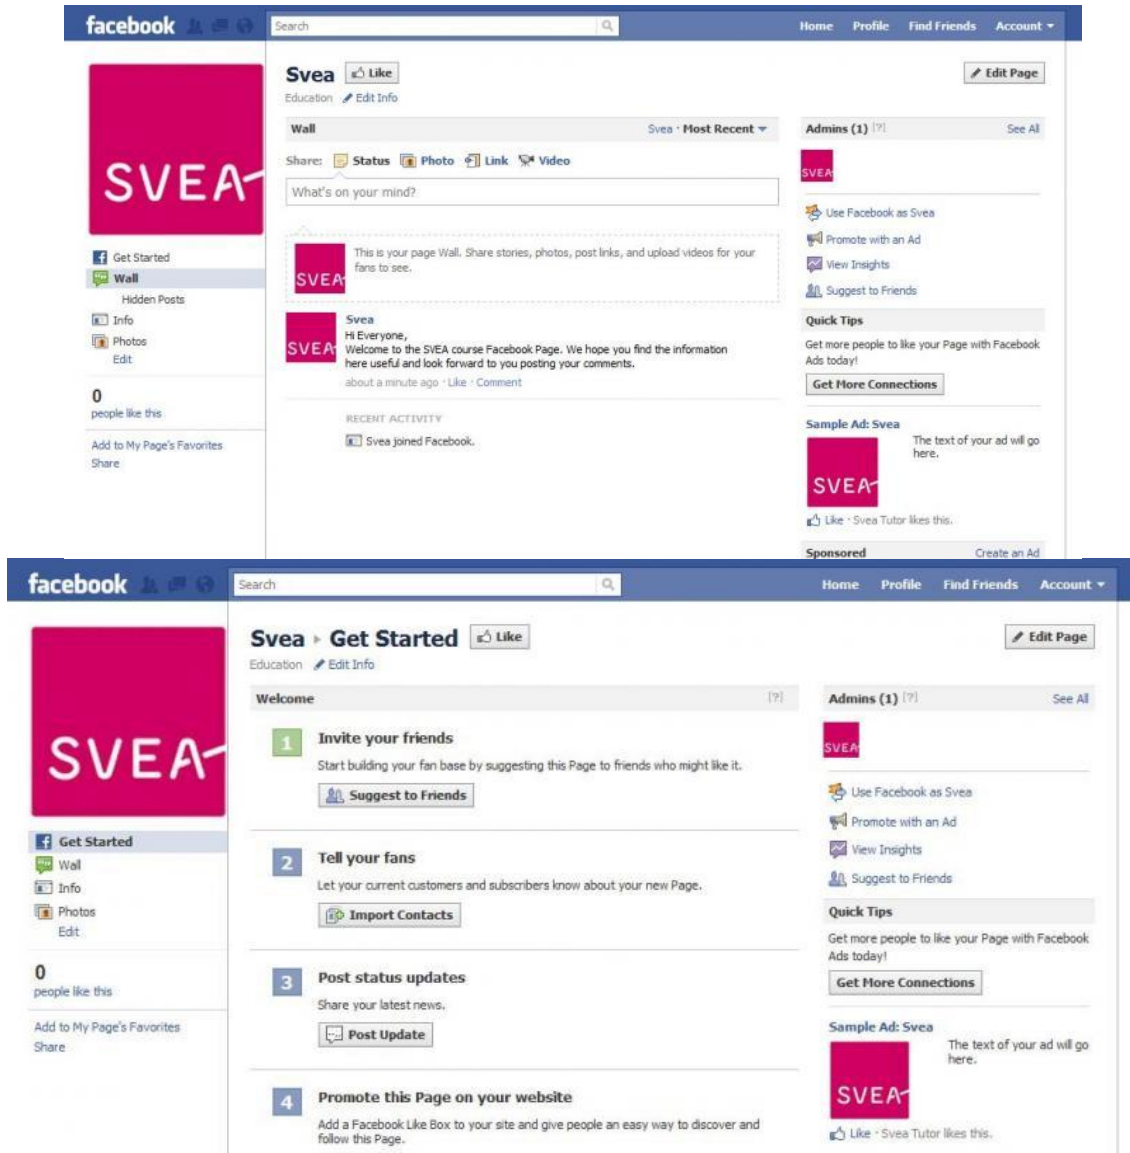 facebook
Search
Home Profile Find Friends Account
SVEA
Get Started
Wall
Hidden Posts
Info
Photos
Edit
0
people like this
Add to My Page's Favorites
Share
Svea Like
Education Edit Info
Wall Svea · Most Recent
Share: Status Photo Link Video
What's on your mind?
SVEA
This is your page Wall. Share stories, photos, post links, and upload videos for your
fans to see.
SVEA
Svea
Hi Everyone,
Welcome to the SVEA course Facebook Page. We hope you find the information
here useful and look forward to you posting your comments.
about a minute ago · Like · Comment
RECENT ACTIVITY
Svea joined Facebook.
Edit Page
Admins (1) [?] See All
SVEA
Use Facebook as Svea
Promote with an Ad
View Insights
Suggest to Friends
Quick Tips
Get more people to like your Page with Facebook
Ads today!
Get More Connections
Sample Ad: Svea
SVEA
The text of your ad will go
here.
Like · Svea Tutor likes this.
Sponsored Create an Ad
facebook
Search
Home Profile Find Friends Account
SVEA
Get Started
Wall
Info
Photos
Edit
0
people like this
Add to My Page's Favorites
Share
Svea Get Started Like
Education Edit Info
Welcome [?]
1 Invite your friends
Start building your fan base by suggesting this Page to friends who might like it.
Suggest to Friends
2 Tell your fans
Let your current customers and subscribers know about your new Page.
Import Contacts
3 Post status updates
Share your latest news.
Post Update
4 Promote this Page on your website
Add a Facebook Like Box to your site and give people an easy way to discover and
follow this Page.
Edit Page
Admins (1) [?] See All
SVEA
Use Facebook as Svea
Promote with an Ad
View Insights
Suggest to Friends
Quick Tips
Get more people to like your Page with Facebook
Ads today!
Get More Connections
Sample Ad: Svea
SVEA
The text of your ad will go
here.
Like · Svea Tutor likes this.